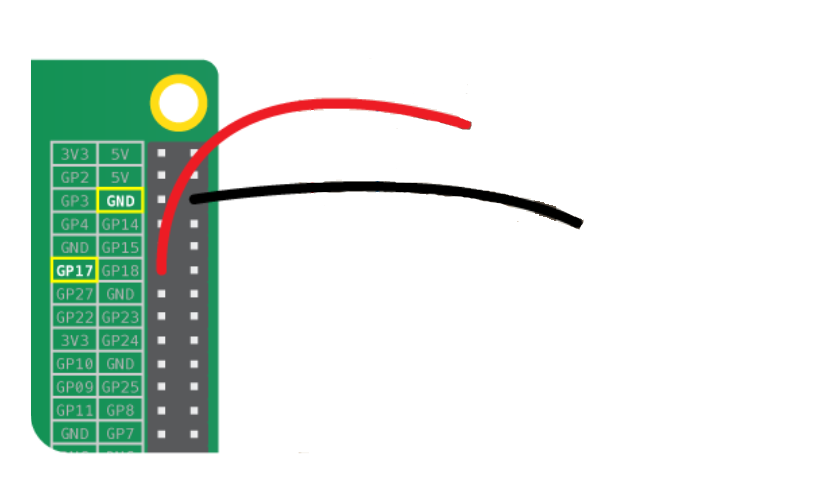 3V3 5V
GP2 5V
GP3 GND
GP4 GP14
GND GP15
GP17 GP18
GP27 GND
GP22 GP23
3V3 GP24
GP10 GND
GP09 GP25
GP11 GP8
GND GP7